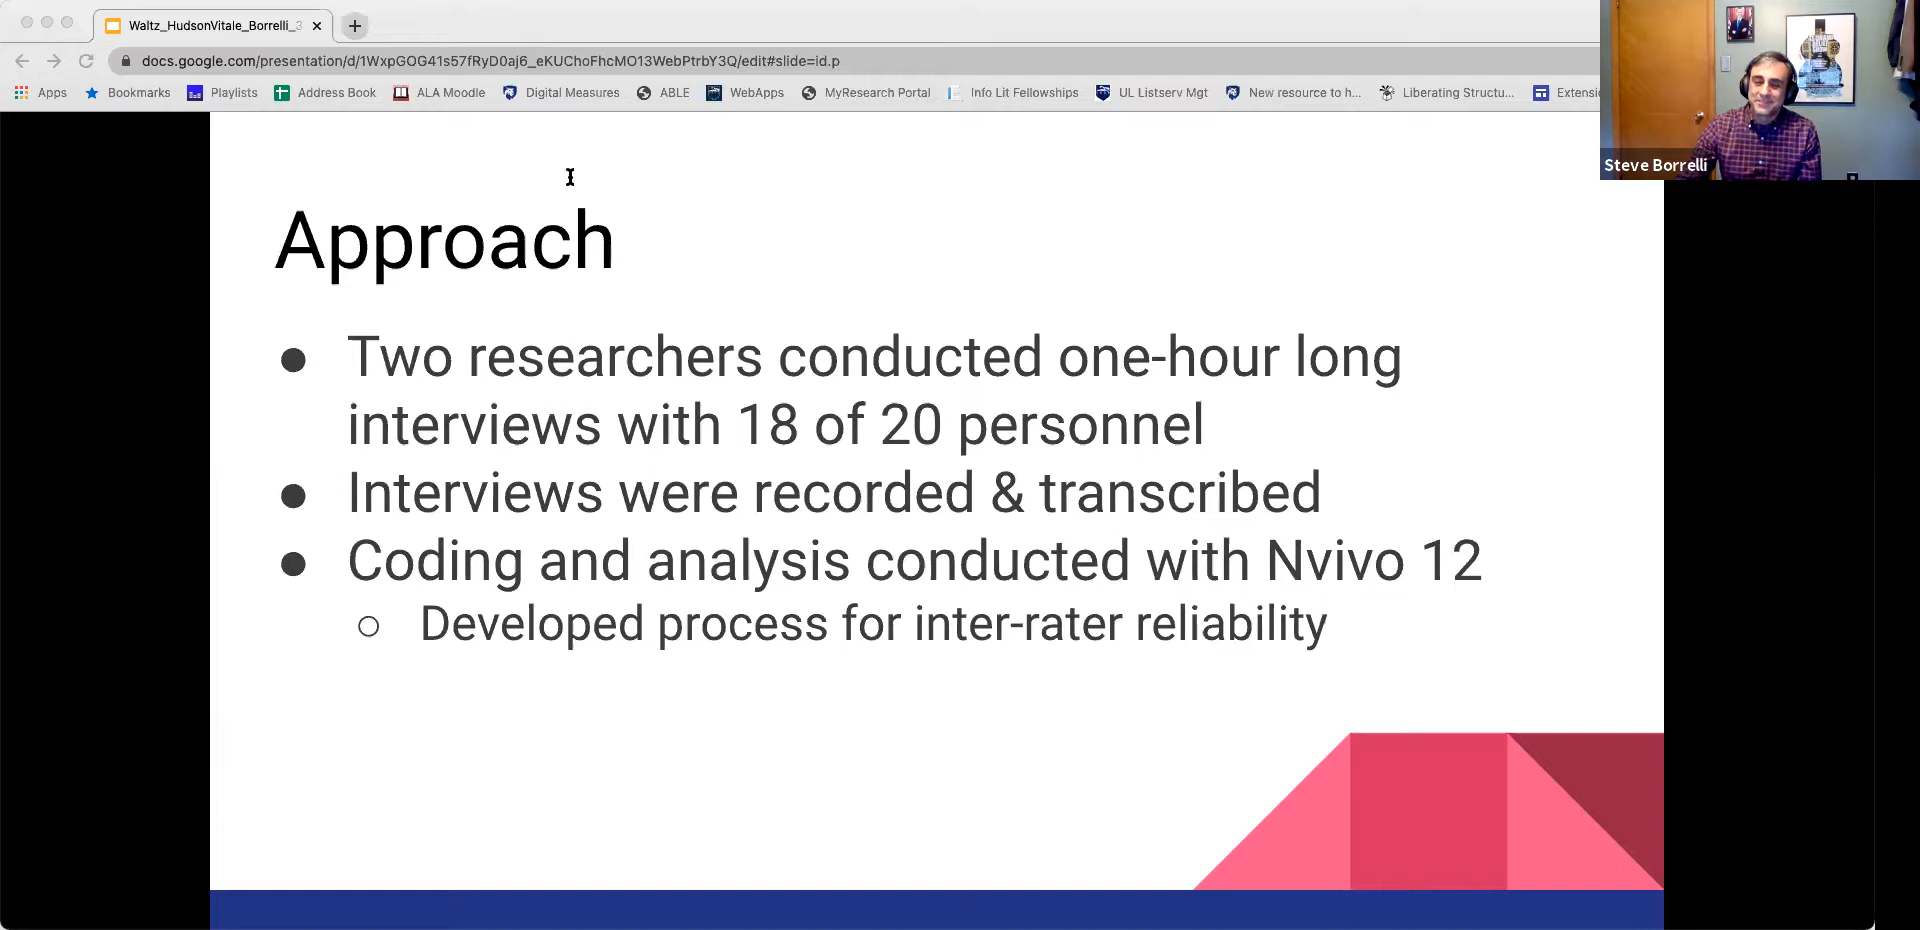 Waltz_HudsonVitale_Borrelli_3
docs.google.com/presentation/d/1WxpGOG41s57fRyD0aj6_eKUChoFhcMO13WebPtrbY3Q/edit#slide=id.p
Apps Bookmarks Playlists Address Book ALA Moodle Digital Measures ABLE WebApps MyResearch Portal Info Lit Fellowships UL Listserv Mgt New resource to h... Liberating Structu... Extensi
Steve Borrelli
Approach
● Two researchers conducted one-hour long
interviews with 18 of 20 personnel
● Interviews were recorded & transcribed
● Coding and analysis conducted with Nvivo 12
○ Developed process for inter-rater reliability